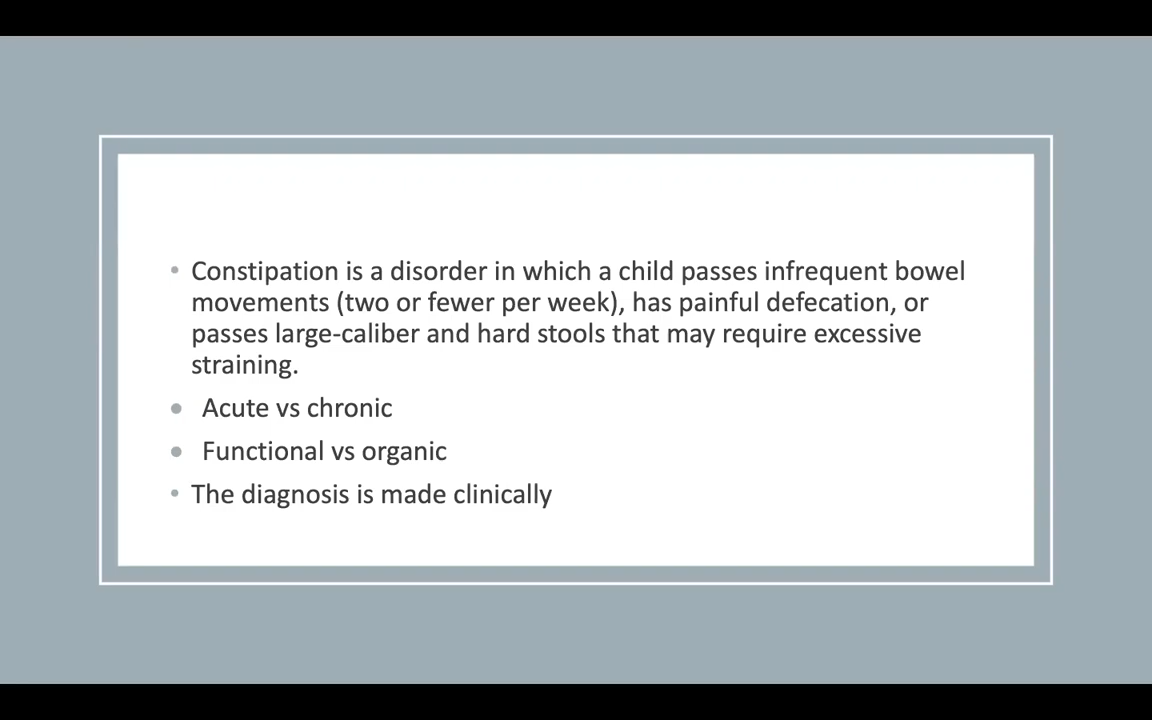 • Constipation is a disorder in which a child passes infrequent bowel
movements (two or fewer per week), has painful defecation, or
passes large-caliber and hard stools that may require excessive
straining.
• Acute vs chronic
• Functional vs organic
• The diagnosis is made clinically